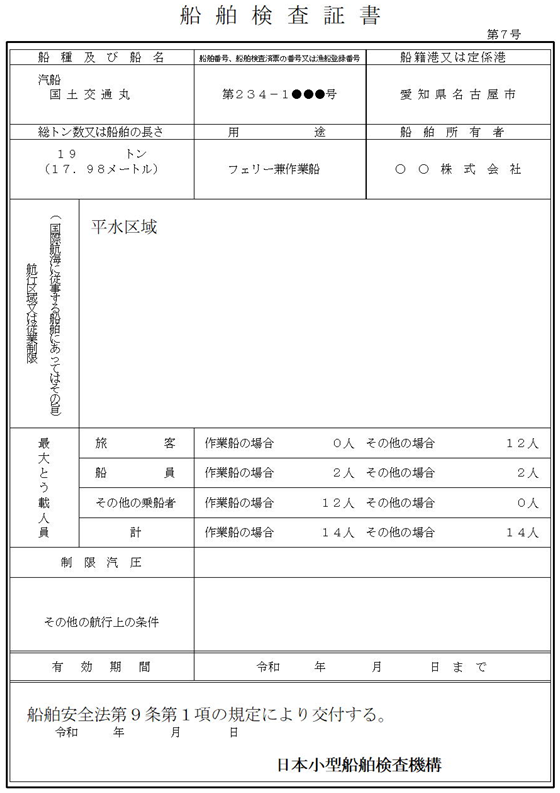 船舶検査証書
第７号
船種及び船名
船舶番号、船舶検査済票の番号又は漁船登録番号
船籍港又は定係港
汽船
国土交通丸
第２３４－１●●●号
愛知県名古屋市
総トン数又は船舶の長さ
用途
船舶所有者
１９ トン
（１７．９８メートル）
フェリー兼作業船
○○株式会社
航行区域又は従業制限
（国際航海に従事する船舶にあってはその旨）
平水区域
最大とう載人員
旅客 作業船の場合 ０人 その他の場合 １２人
船員 作業船の場合 ２人 その他の場合 ２人
その他の乗船者 作業船の場合 １２人 その他の場合 ０人
計 作業船の場合 １４人 その他の場合 １４人
制限汽圧
その他の航行上の条件
有効期間 令和 年 月 日まで
船舶安全法第９条第１項の規定により交付する。
令和 年 月 日
日本小型船舶検査機構